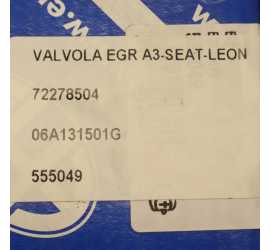 VALVOLA EGR A3-SEAT-LEON
72278504
06A131501G
555049